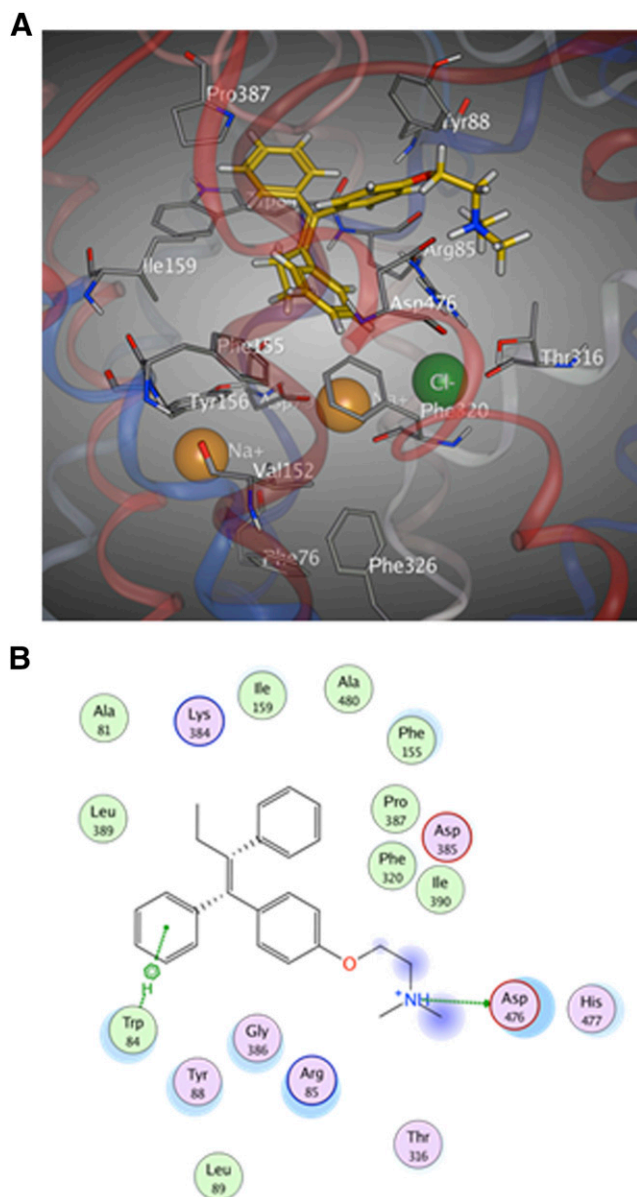 A
Pro387
Tyr88
Ile159
Arg85
Asp476
Phe155
Thr316
Cl-
Tyr156
Na+
Phe320
Na+
Val152
Phe76
Phe326
B
Ala
81
Lys
384
Ile
159
Ala
480
Phe
155
Leu
389
Pro
387
Asp
385
Phe
320
Ile
390
O
H
+
NH
Trp
84
Asp
476
His
477
Gly
386
Tyr
88
Arg
85
Thr
316
Leu
89